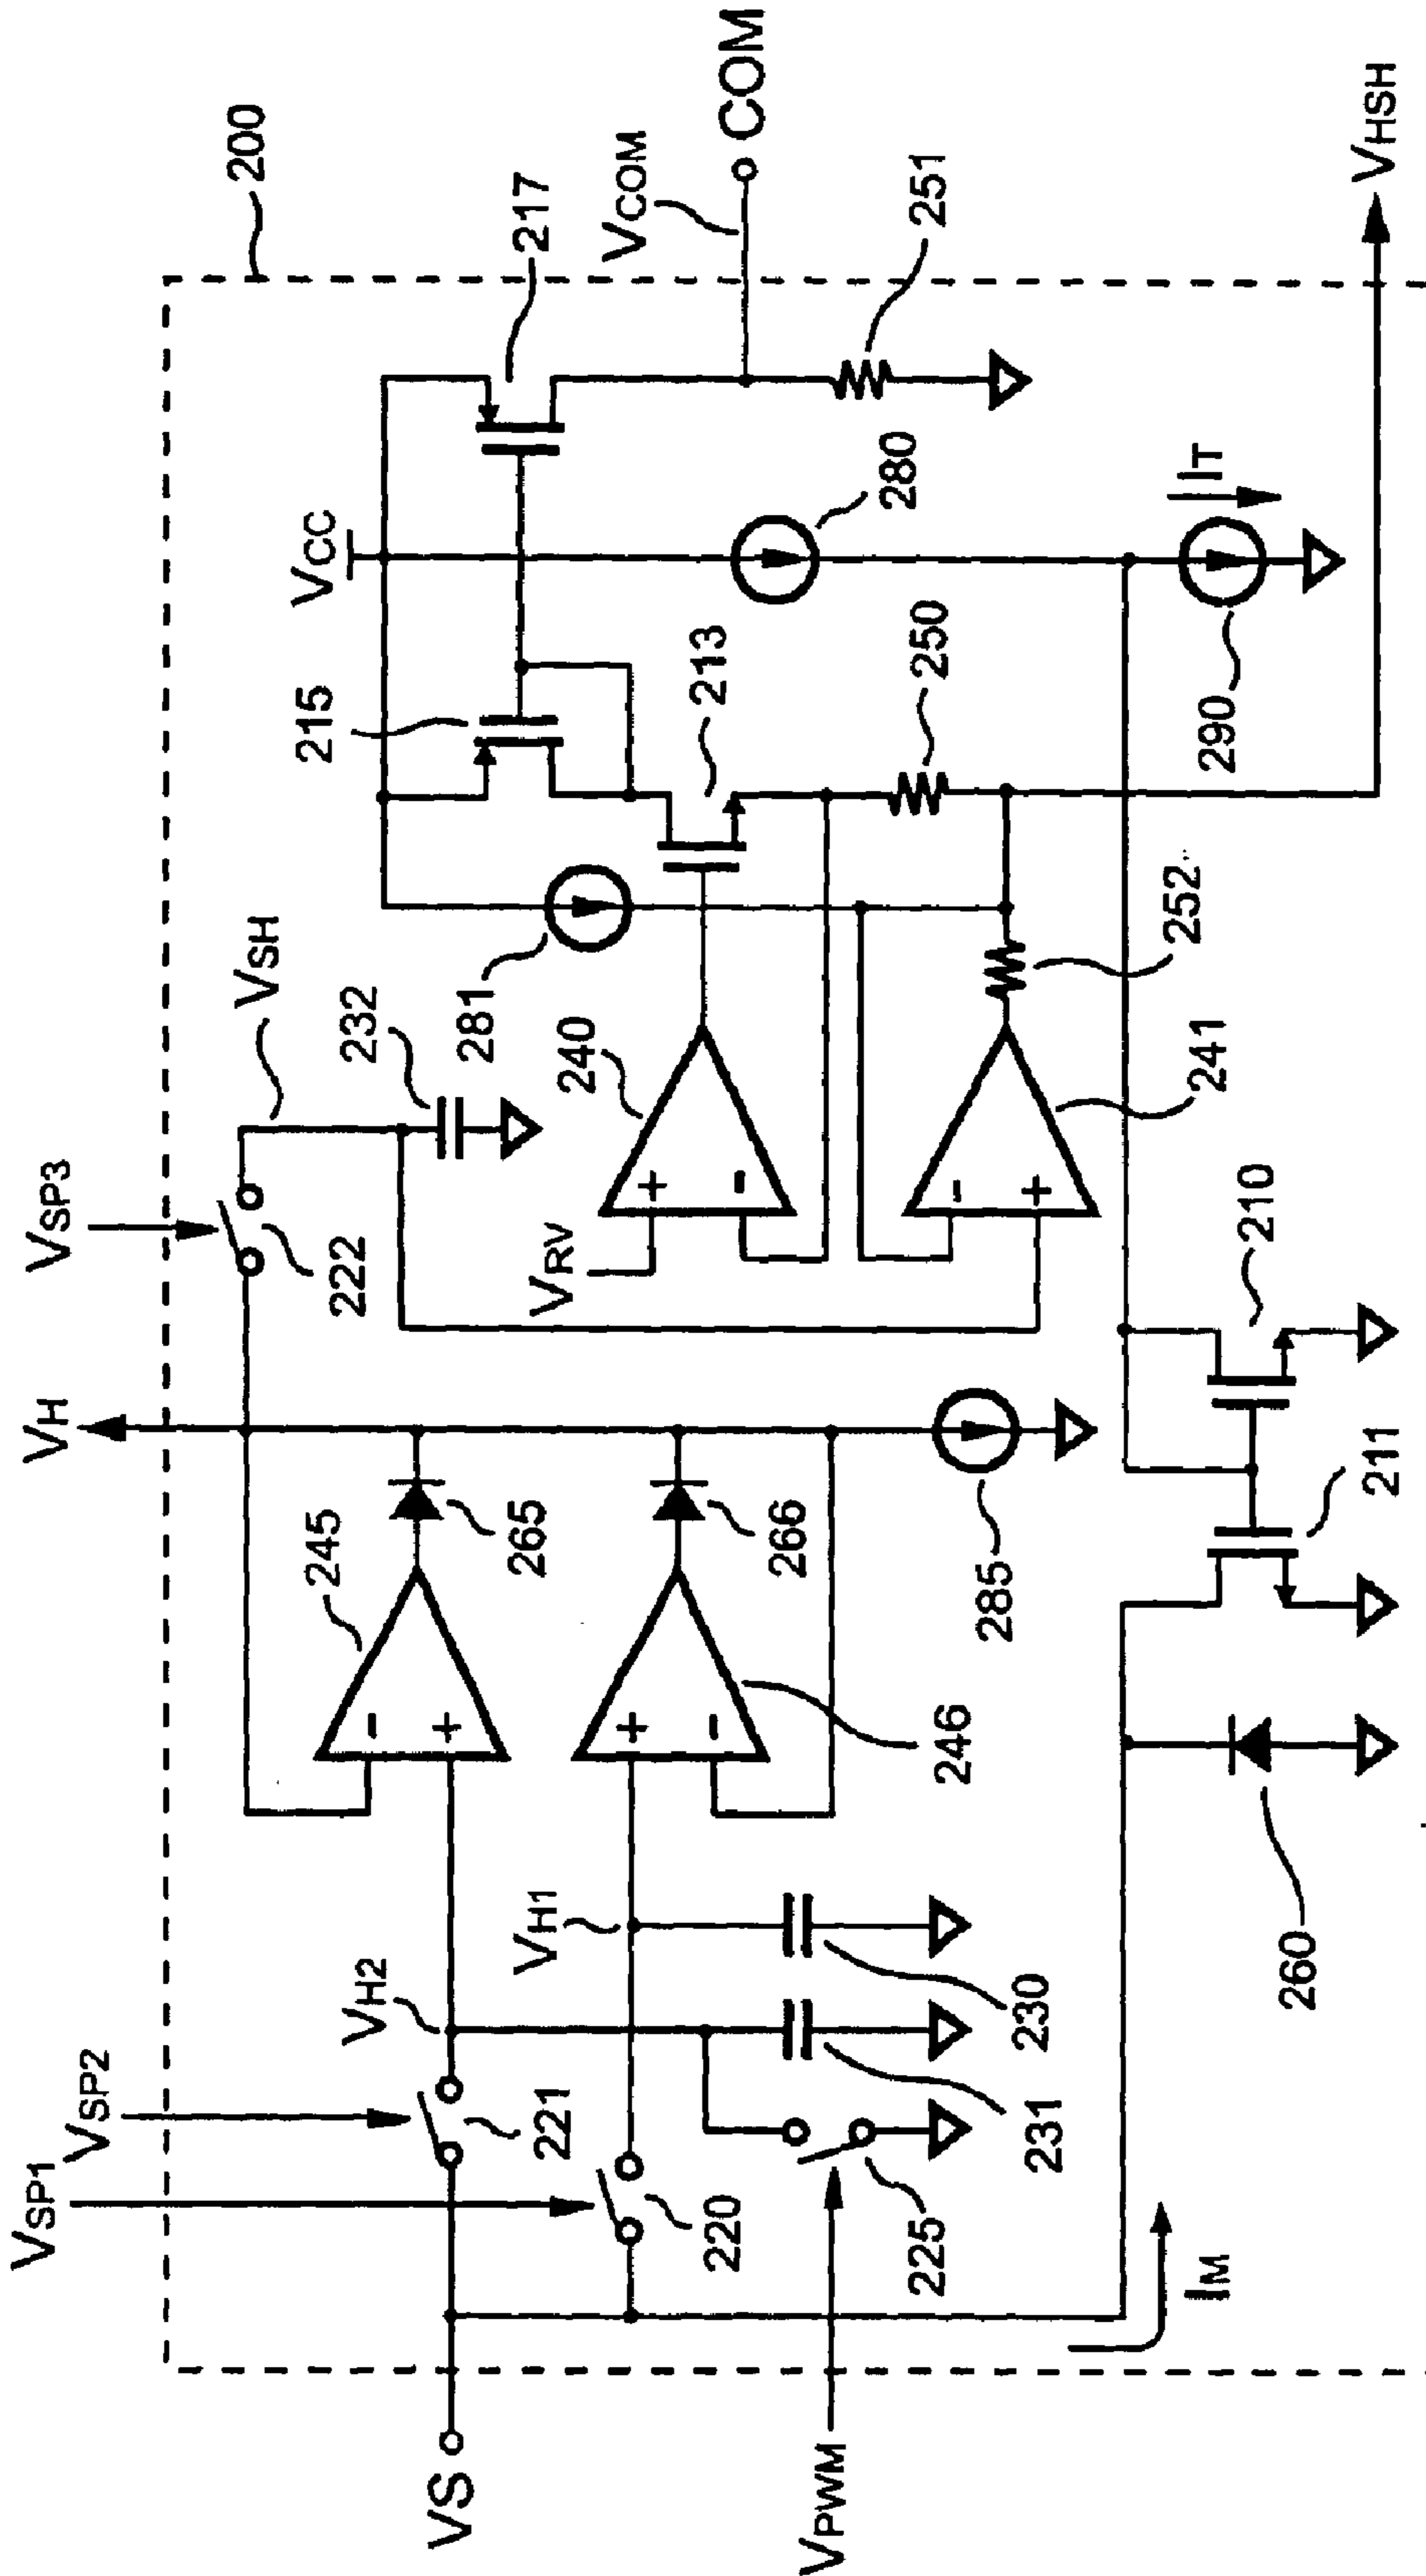 200
VSP1
VSP2
VH
VSP3
VSH
VCC
217
232
281
215
VCOM
COM
VS
221
VH2
245
265
222
220
VH1
246
266
VRV
+
-
-
+
+
-
-
+
240
213
251
280
250
252
241
VPWM
225
231
230
285
IT
290
VHSH
IM
260
211
210